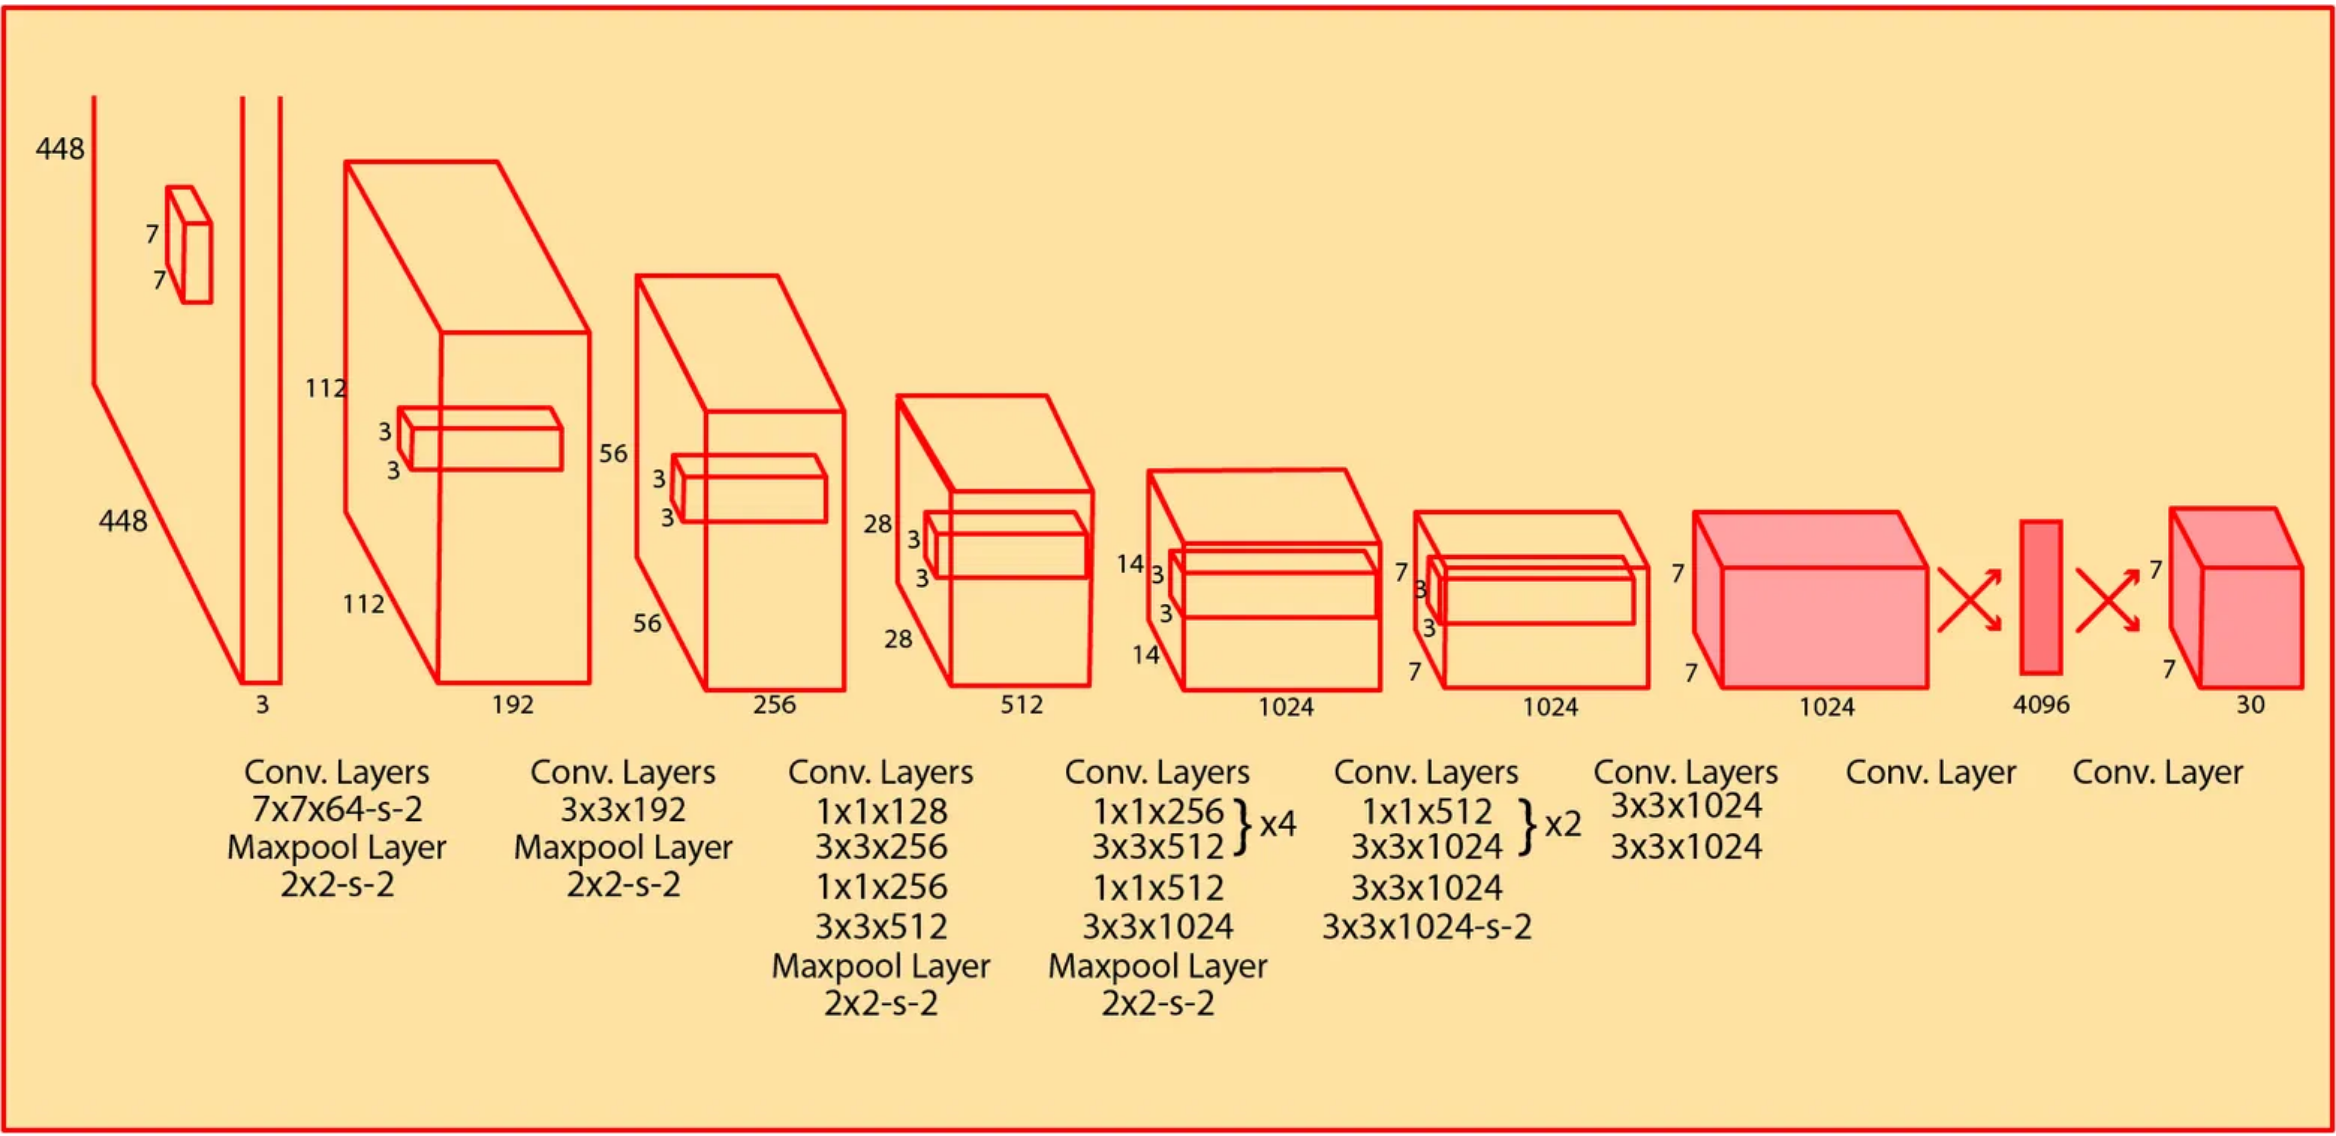 448
7
7
448
3
112
3
3
112
192
56
3
3
56
256
28
3
3
28
512
14
3
3
14
1024
7
3
3
7
1024
7
7
1024
4096
7
7
30
Conv. Layers
7x7x64-s-2
Maxpool Layer
2x2-s-2
Conv. Layers
3x3x192
Maxpool Layer
2x2-s-2
Conv. Layers
1x1x128
3x3x256
1x1x256
3x3x512
Maxpool Layer
2x2-s-2
Conv. Layers
1x1x256
3x3x512
}x4
1x1x512
3x3x1024
Maxpool Layer
2x2-s-2
Conv. Layers
1x1x512
3x3x1024
}x2
3x3x1024
3x3x1024-s-2
Conv. Layers
3x3x1024
3x3x1024
Conv. Layer
Conv. Layer